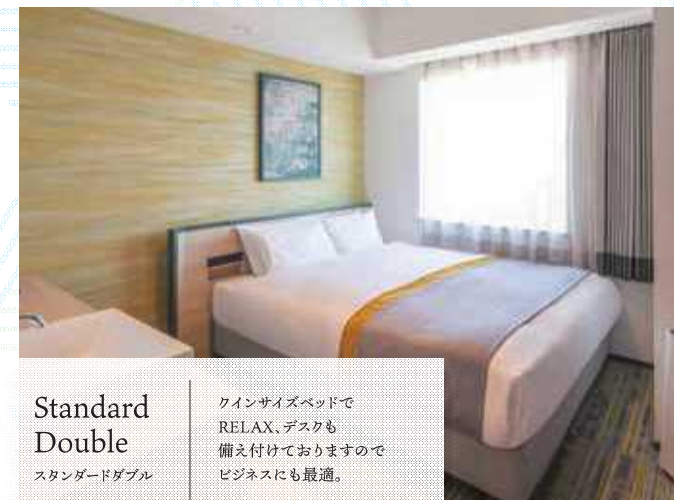 Standard
Double
スタンダードダブル
クインサイズベッドで
RELAX、デスクも
備え付けておりますので
ビジネスにも最適。